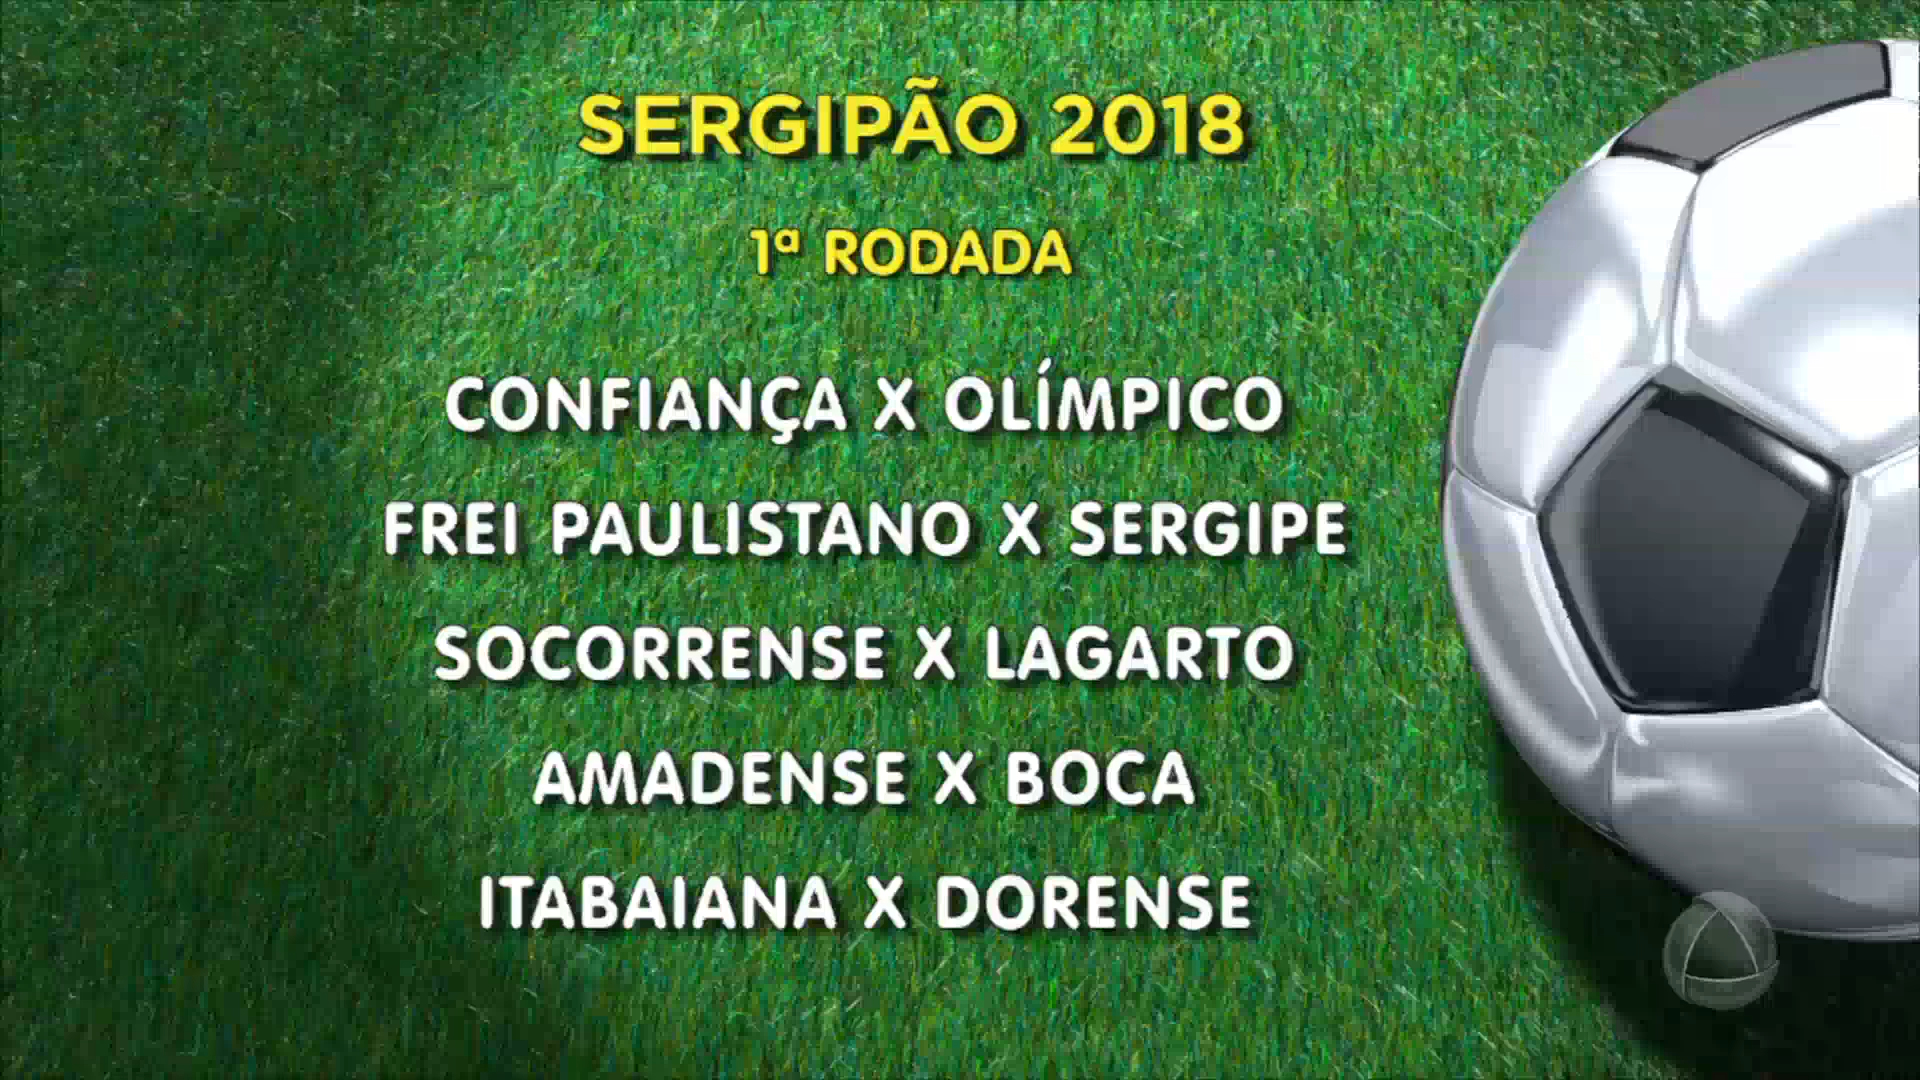 SERGIPÃO 2018
1ª RODADA
CONFIANÇA X OLÍMPICO
FREI PAULISTANO X SERGIPE
SOCORRENSE X LAGARTO
AMADENSE X BOCA
ITABAIANA X DORENSE